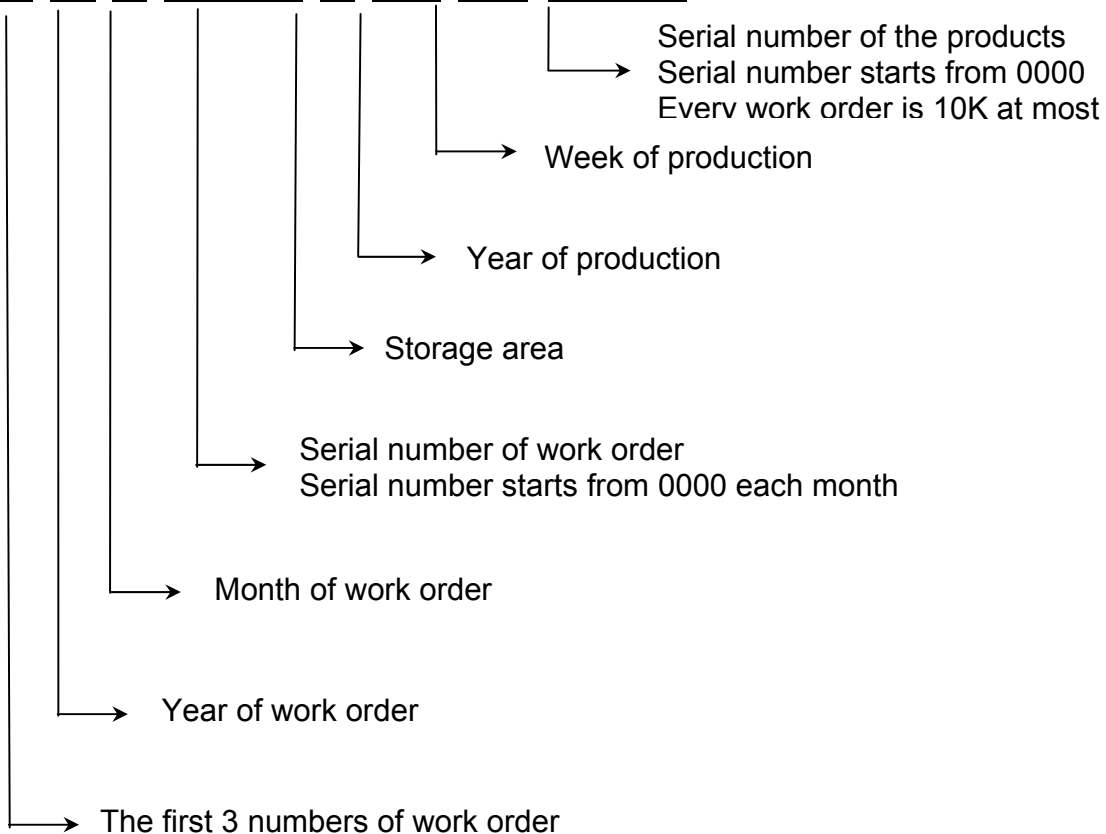 Serial number of the products
Serial number starts from 0000
Every work order is 10K at most
Week of production
Year of production
Storage area
Serial number of work order
Serial number starts from 0000 each month
Month of work order
Year of work order
The first 3 numbers of work order